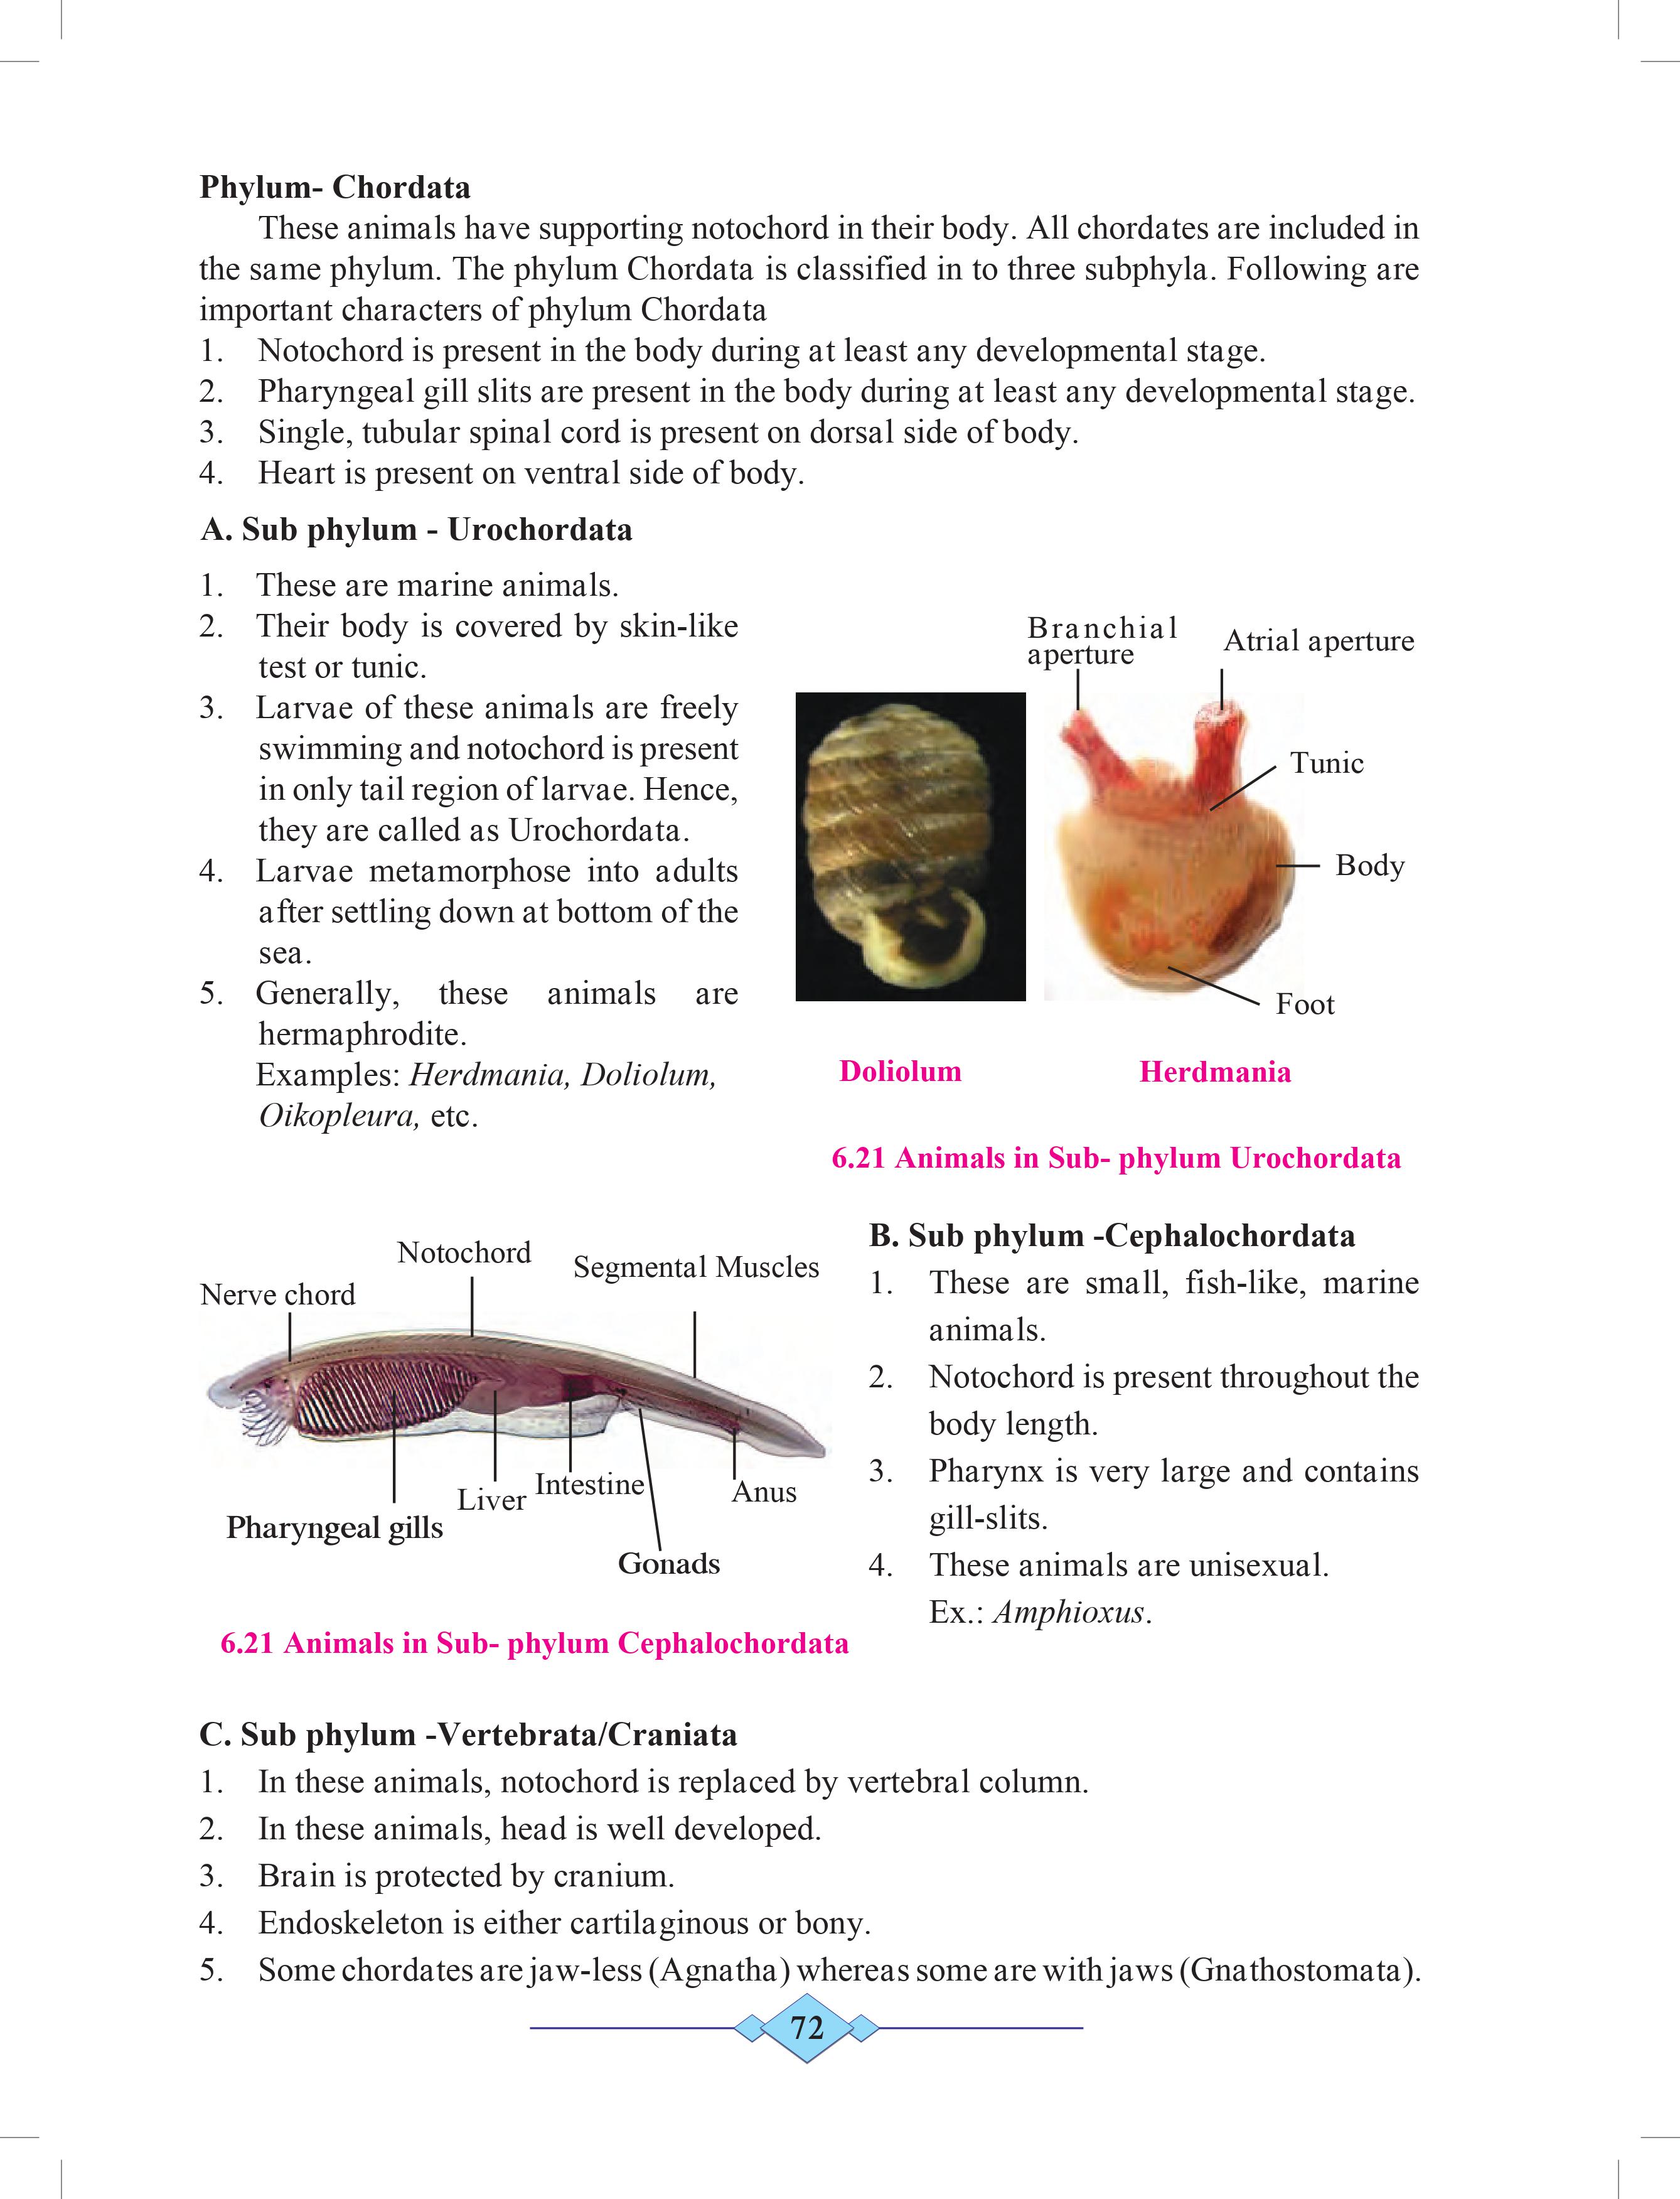 Phylum- Chordata
These animals have supporting notochord in their body. All chordates are included in
the same phylum. The phylum Chordata is classified in to three subphyla. Following are
important characters of phylum Chordata
1. Notochord is present in the body during at least any developmental stage.
2. Pharyngeal gill slits are present in the body during at least any developmental stage.
3. Single, tubular spinal cord is present on dorsal side of body.
4. Heart is present on ventral side of body.
A. Sub phylum - Urochordata
1. These are marine animals.
2. Their body is covered by skin-like
test or tunic.
3. Larvae of these animals are freely
swimming and notochord is present
in only tail region of larvae. Hence,
they are called as Urochordata.
4. Larvae metamorphose into adults
after settling down at bottom of the
sea.
5. Generally, these animals are
hermaphrodite.
Examples: Herdmania, Doliolum,
Oikopleura, etc.
Branchial
aperture
Atrial aperture
Tunic
Body
Foot
Doliolum
Herdmania
6.21 Animals in Sub- phylum Urochordata
Notochord
Segmental Muscles
Nerve chord
Intestine
Anus
Liver
Pharyngeal gills
Gonads
6.21 Animals in Sub- phylum Cephalochordata
B. Sub phylum -Cephalochordata
1. These are small, fish-like, marine
animals.
2. Notochord is present throughout the
body length.
3. Pharynx is very large and contains
gill-slits.
4. These animals are unisexual.
Ex.: Amphioxus.
C. Sub phylum -Vertebrata/Craniata
1. In these animals, notochord is replaced by vertebral column.
2. In these animals, head is well developed.
3. Brain is protected by cranium.
4. Endoskeleton is either cartilaginous or bony.
5. Some chordates are jaw-less (Agnatha) whereas some are with jaws (Gnathostomata).
72